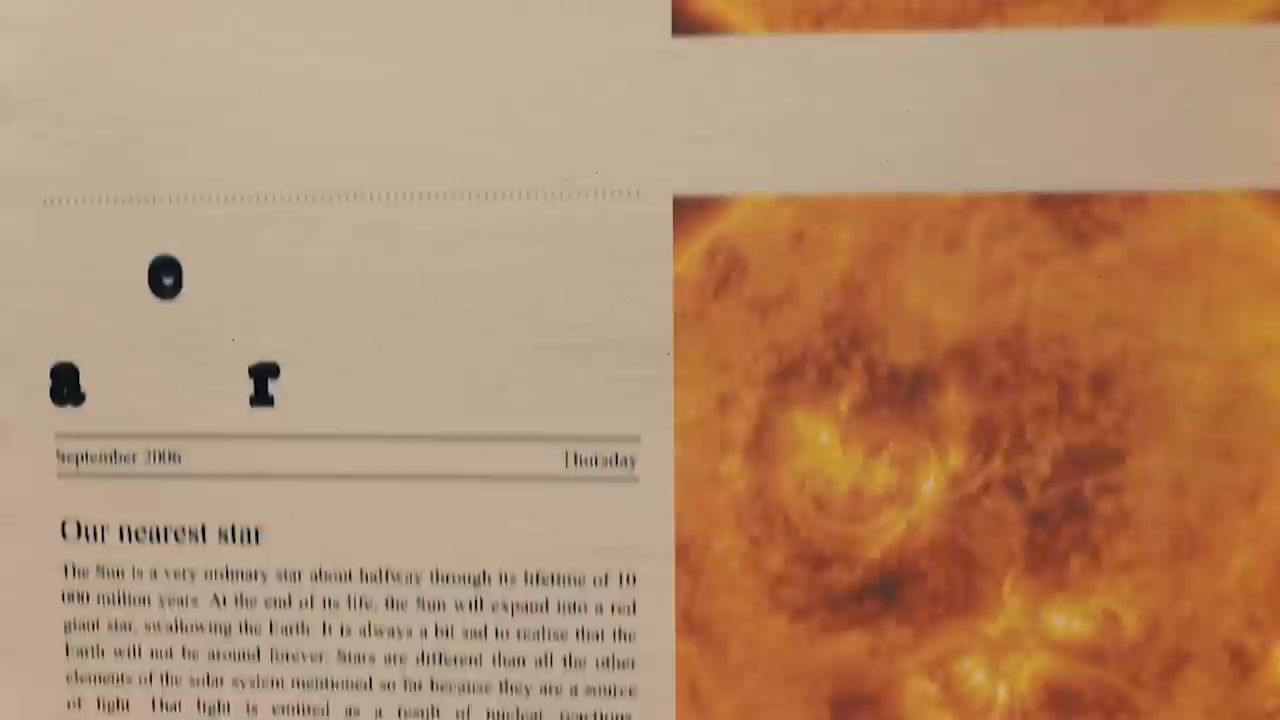 o
a r
September 2006 Thursday
Our nearest star
The Sun is a very ordinary star about halfway through its lifetime of 10
000 million years. At the end of its life, the Sun will expand into a red
giant star, swallowing the Earth. It is always a bit sad to realise that the
Earth will not be around forever. Stars are different than all the other
elements of the solar system mentioned so far because they are a source
of light. That light is emitted as a result of nuclear reactions,